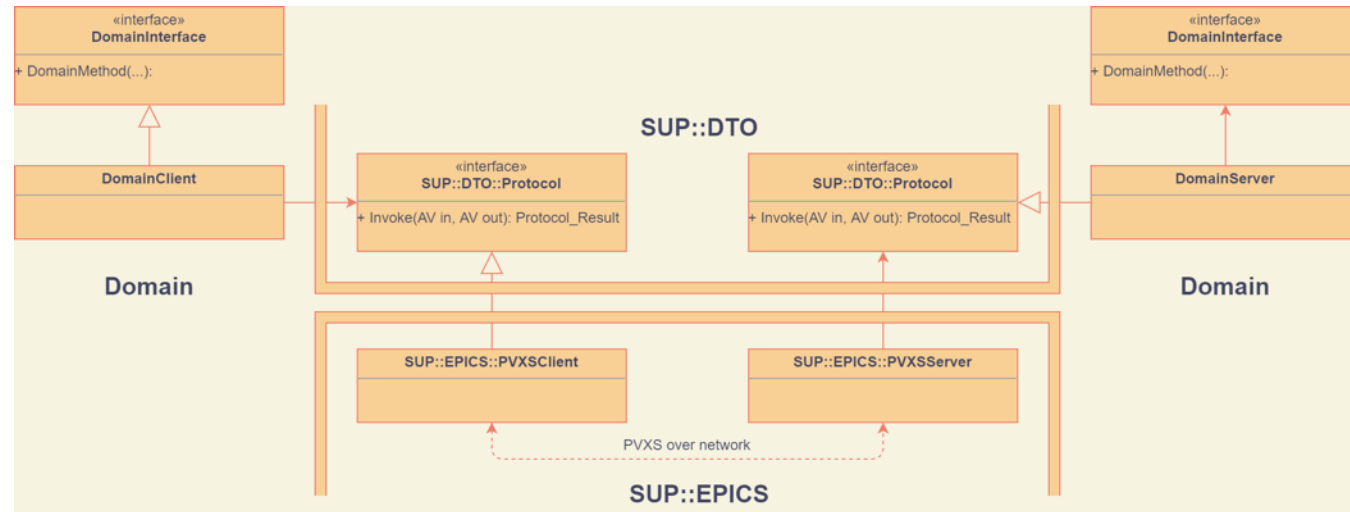 «interface»
DomainInterface
+ DomainMethod(...):
«interface»
DomainInterface
+ DomainMethod(...):
SUP::DTO
DomainClient
«interface»
SUP::DTO::Protocol
+ Invoke(AV in, AV out): Protocol_Result
«interface»
SUP::DTO::Protocol
+ Invoke(AV in, AV out): Protocol_Result
DomainServer
Domain
Domain
SUP::EPICS::PVXSClient
SUP::EPICS::PVXSServer
PVXS over network
SUP::EPICS